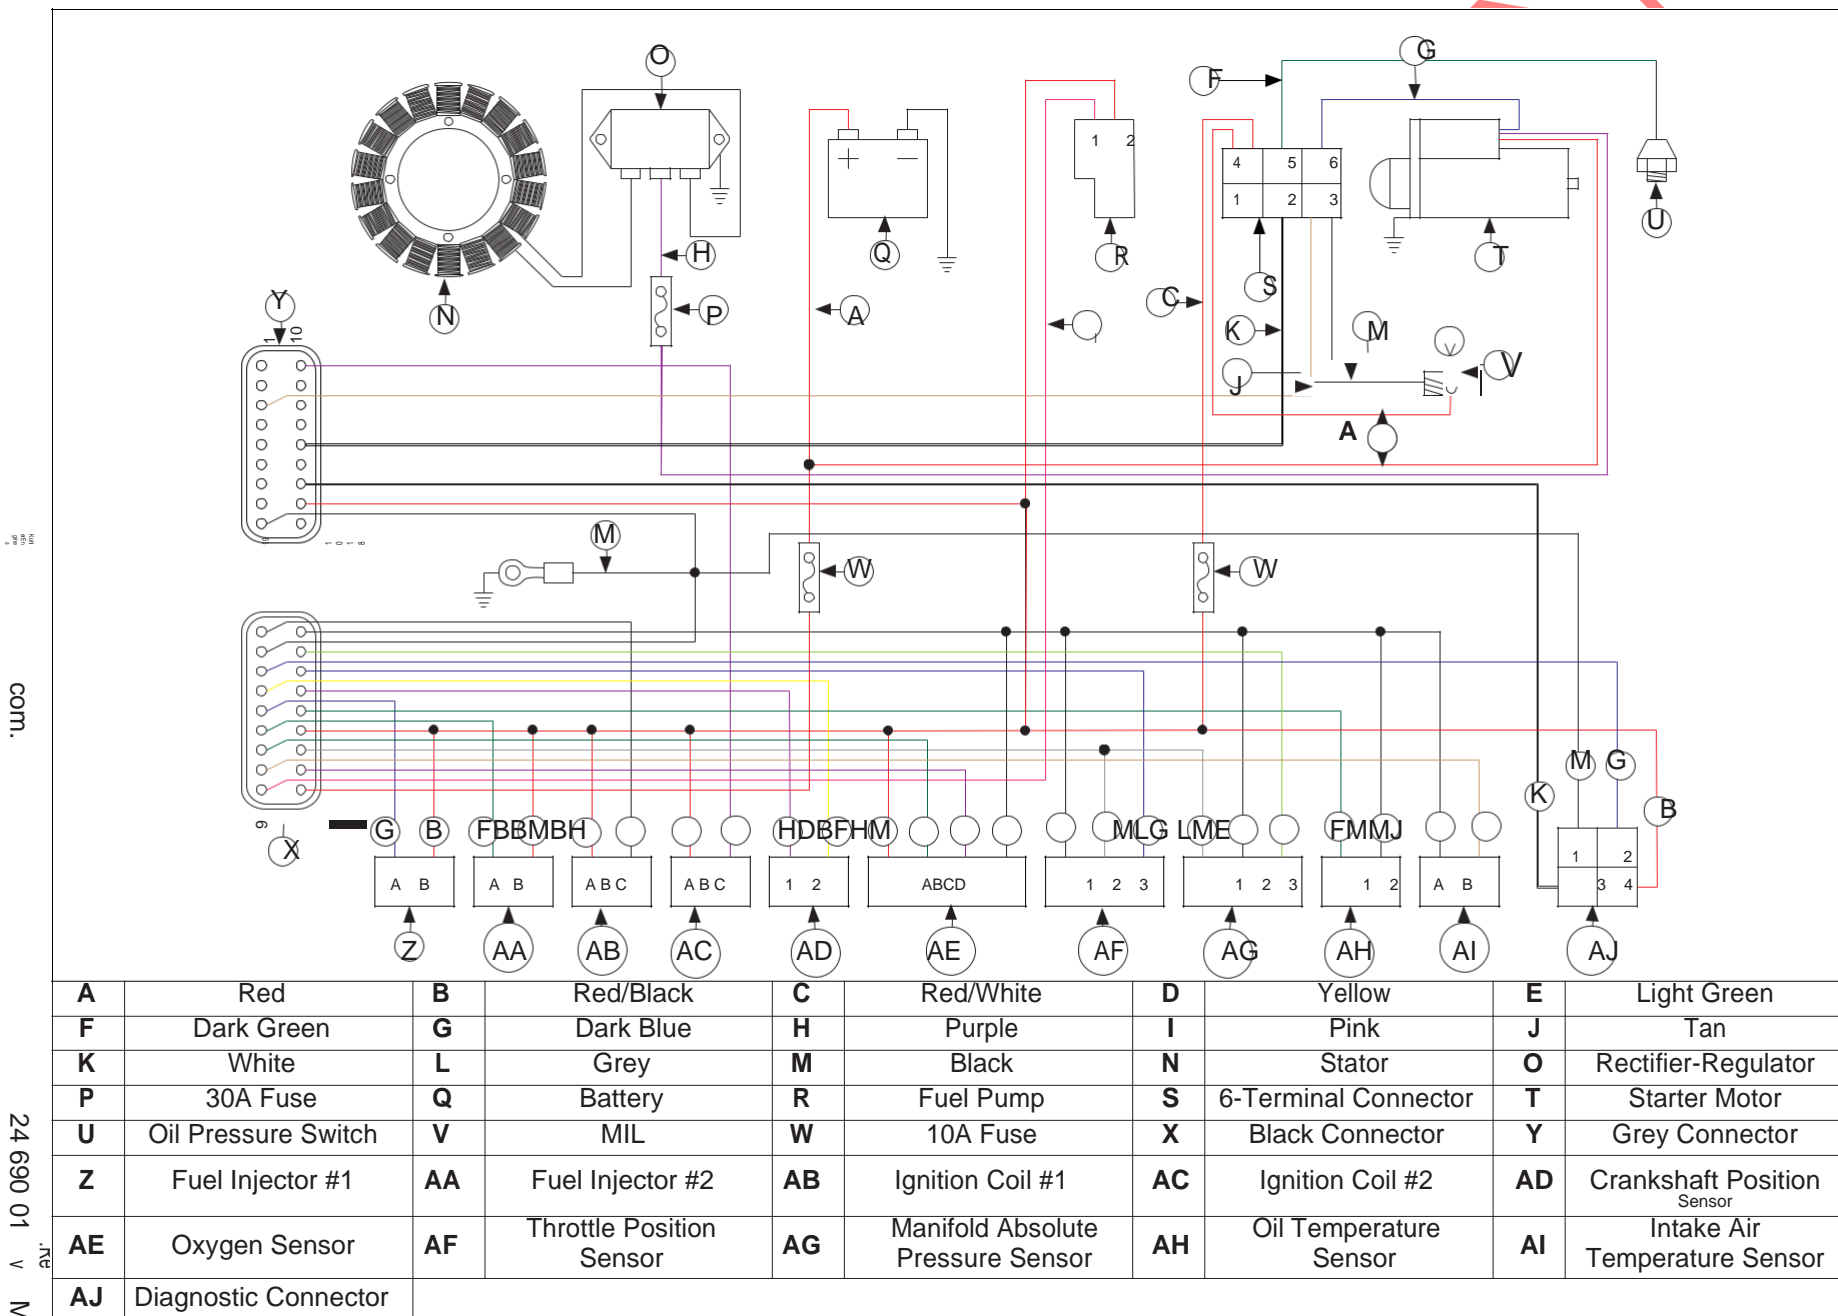 O
G
F
1 2
4 5 6
1 2 3
U
Q
R
T
S
H
Y
N
P
A
C
K
M
V
J
V
1 10
A
M
W
W
com.
M
G
K
B
9
X
G B FBBMBH HDBFHM MLG LME FMMJ
1 2
3 4
A B
A B
A B C
A B C
1 2
ABCD
1 2 3
1 2 3
1 2
A B
Z AA AB AC AD AE AF AG AH AI AJ
A Red B Red/Black C Red/White D Yellow E Light Green
F Dark Green G Dark Blue H Purple I Pink J Tan
K White L Grey M Black N Stator O Rectifier-Regulator
P 30A Fuse Q Battery R Fuel Pump S 6-Terminal Connector T Starter Motor
U Oil Pressure Switch V MIL W 10A Fuse X Black Connector Y Grey Connector
Z Fuel Injector #1 AA Fuel Injector #2 AB Ignition Coil #1 AC Ignition Coil #2 AD Crankshaft Position
Sensor
AE Oxygen Sensor AF Throttle Position
Sensor AG Manifold Absolute
Pressure Sensor AH Oil Temperature
Sensor AI Intake Air
Temperature Sensor
AJ Diagnostic Connector
24 690 01